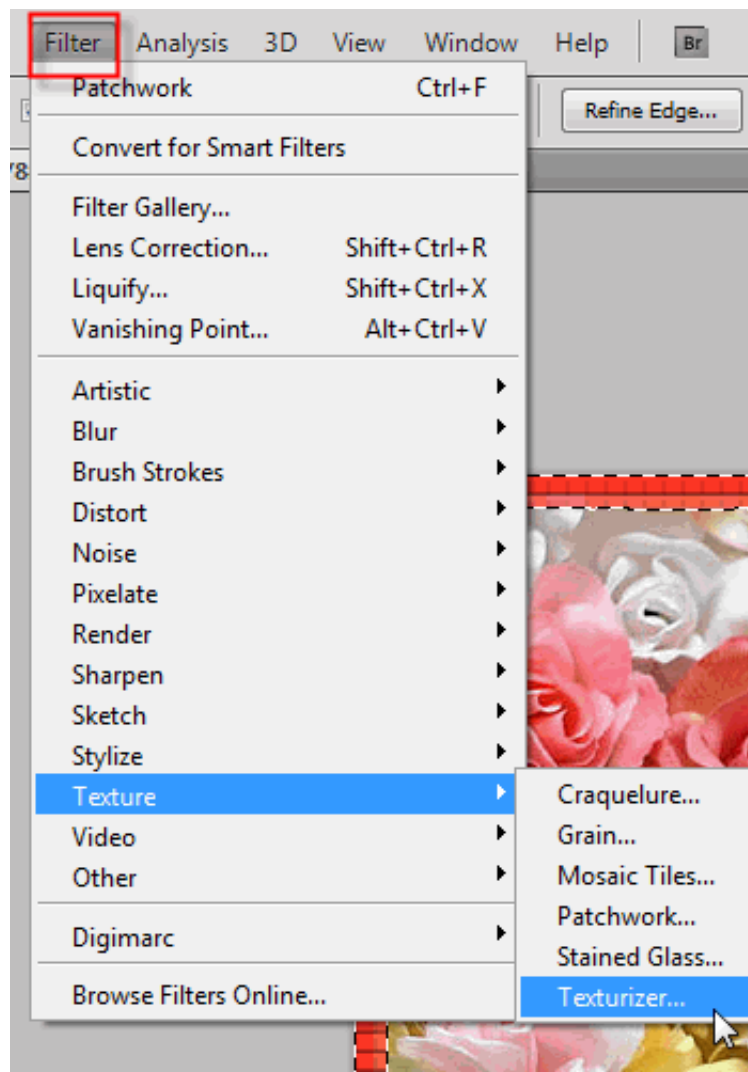 Filter Analysis 3D View Window Help Br
Patchwork Ctrl+F
Refine Edge...
Convert for Smart Filters
Filter Gallery...
Lens Correction... Shift+Ctrl+R
Liquify... Shift+Ctrl+X
Vanishing Point... Alt+Ctrl+V
Artistic
Blur
Brush Strokes
Distort
Noise
Pixelate
Render
Sharpen
Sketch
Stylize
Texture
Video
Other
Digimarc
Browse Filters Online...
Craquelure...
Grain...
Mosaic Tiles...
Patchwork...
Stained Glass...
Texturizer...